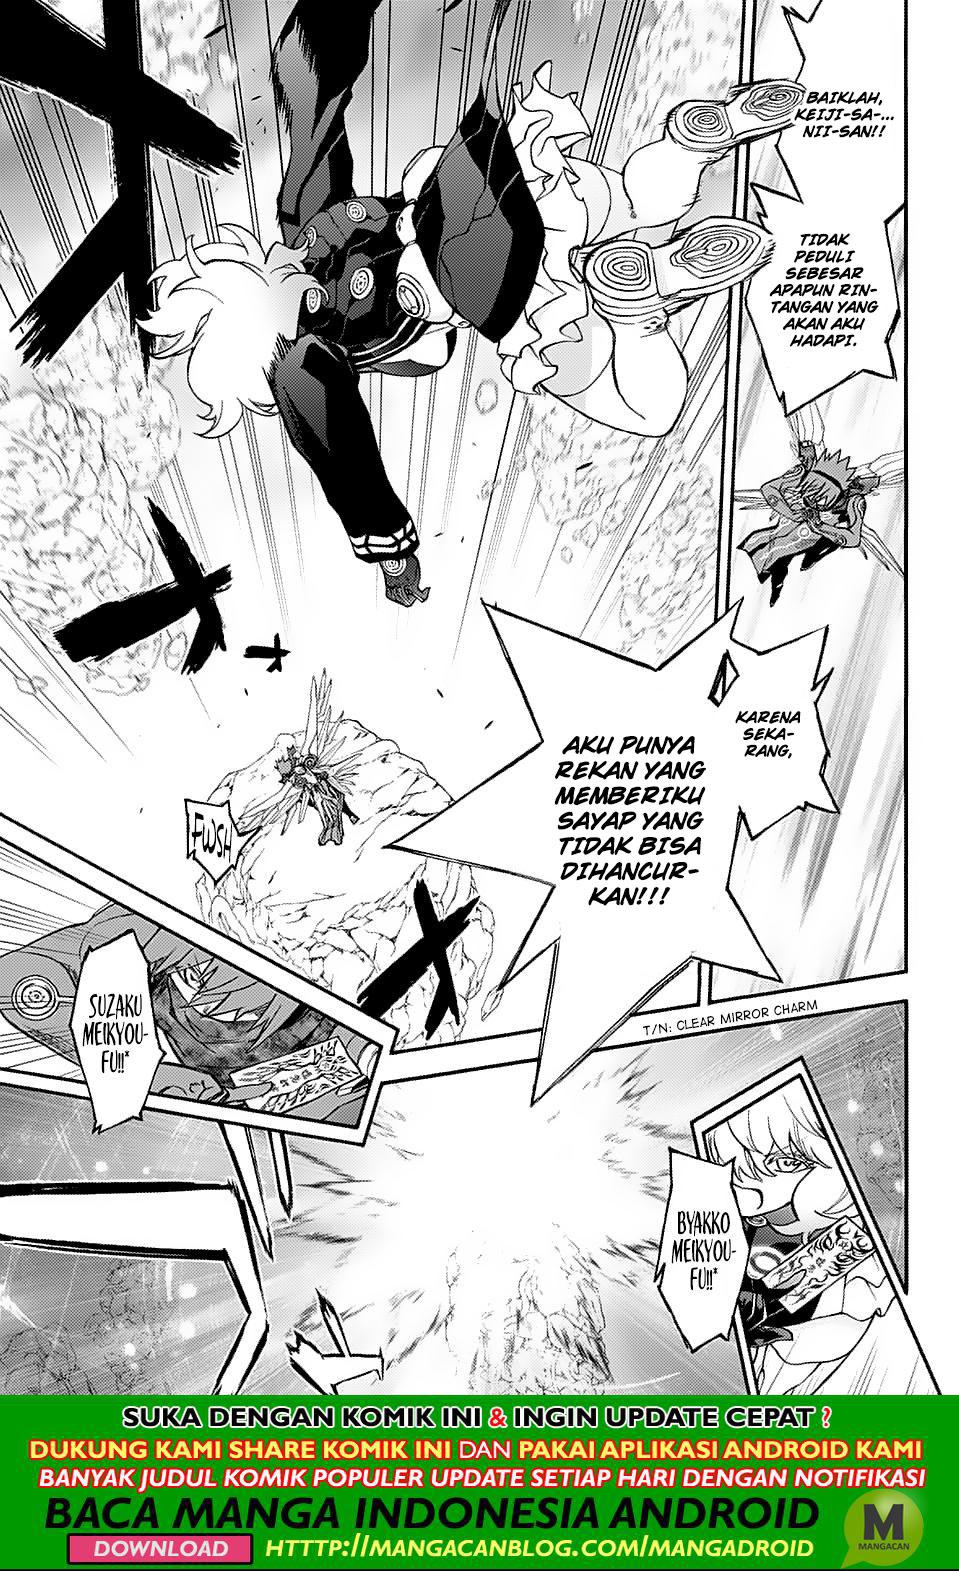 BAIKLAH,
KEIJI-SA-...
NII-SAN!!
TIDAK
PEDULI
SEBESAR
APAPUN RIN-
TANGAN YANG
AKAN AKU
HADAPI.
KARENA
SEKA-
RANG,
AKU PUNYA
REKAN YANG
MEMBERIKU
SAYAP YANG
TIDAK BISA
DIHANCUR-
KAN!!!
FWSH
T/N: CLEAR MIRROR CHARM
SUZAKU
MEIKYOU-
FU!!*
BYAKKO
MEIKYOU-
FU!!*
SUKA DENGAN KOMIK INI & INGIN UPDATE CEPAT ?
DUKUNG KAMI SHARE KOMIK INI DAN PAKAI APLIKASI ANDROID KAMI
BANYAK JUDUL KOMIK POPULER UPDATE SETIAP HARI DENGAN NOTIFIKASI
BACA MANGA INDONESIA ANDROID
DOWNLOAD
HTTTP://MANGACANBLOG.COM/MANGADROID
M
MANGACAN